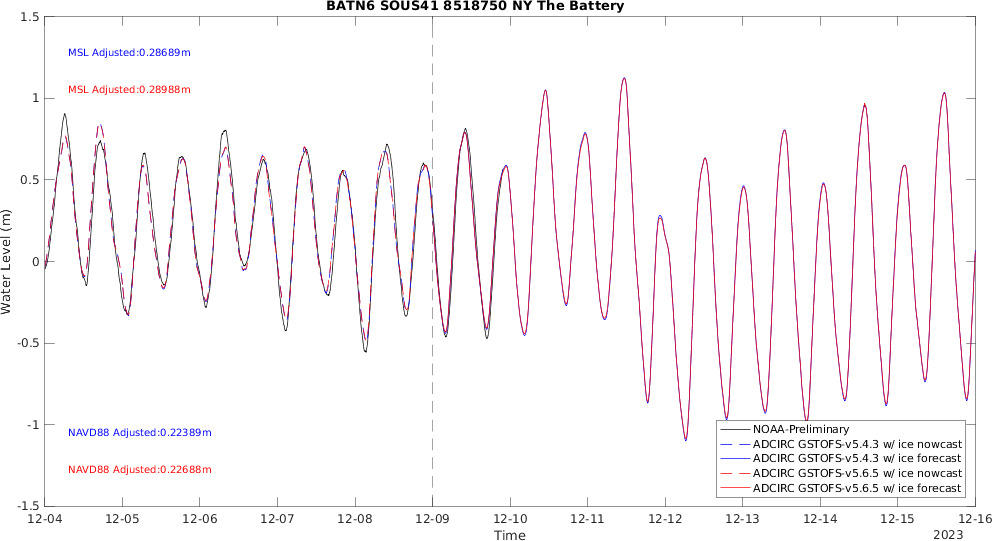 BATN6 SOUS41 8518750 NY The Battery
1.5
1
0.5
0
-0.5
-1
-1.5
Water Level (m)
MSL Adjusted:0.28689m
MSL Adjusted:0.28988m
NAVD88 Adjusted:0.22389m
NAVD88 Adjusted:0.22688m
NOAA-Preliminary
ADCIRC GSTOFS-v5.4.3 w/ ice nowcast
ADCIRC GSTOFS-v5.4.3 w/ ice forecast
ADCIRC GSTOFS-v5.6.5 w/ ice nowcast
ADCIRC GSTOFS-v5.6.5 w/ ice forecast
12-04 12-05 12-06 12-07 12-08 12-09 12-10 12-11 12-12 12-13 12-14 12-15 12-16
Time
2023